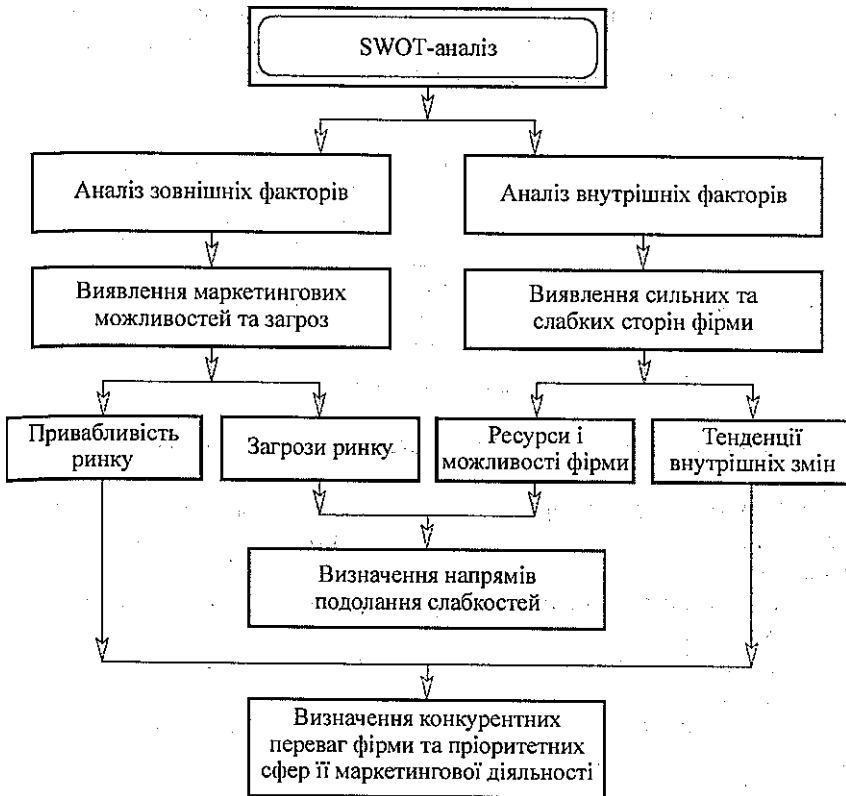 SWOT-аналіз
Аналіз зовнішніх факторів
Аналіз внутрішніх факторів
Виявлення маркетингових
можливостей та загроз
Виявлення сильних та
слабких сторін фірми
Привабливість
ринку
Загрози ринку
Ресурси і
можливості фірми
Тенденції
внутрішніх змін
Визначення напрямів
подолання слабкостей
Визначення конкурентних
переваг фірми та пріоритетних
сфер її маркетингової діяльності